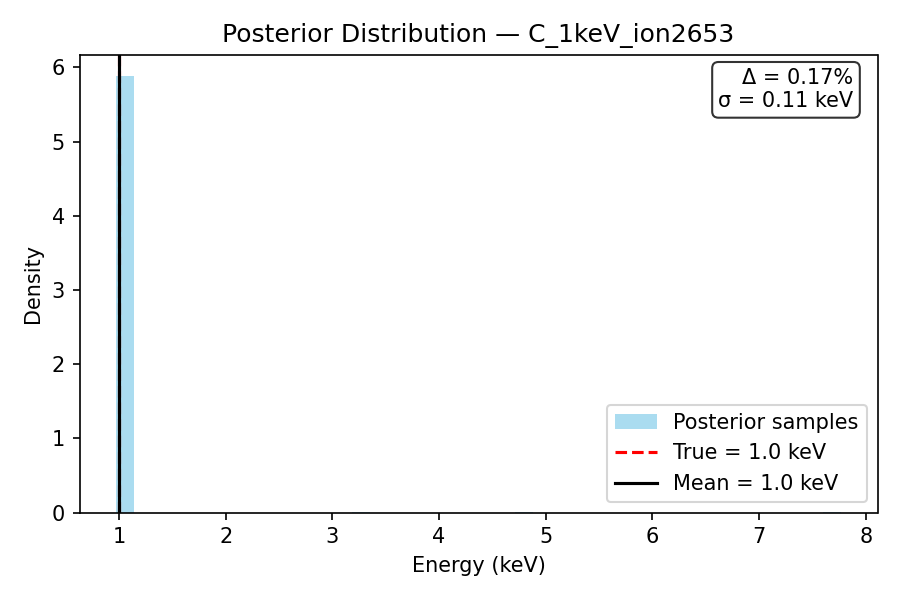 Posterior Distribution — C_1keV_ion2653
Δ = 0.17%
σ = 0.11 keV
6
5
4
3
2
1
0
Density
Posterior samples
True = 1.0 keV
Mean = 1.0 keV
1 2 3 4 5 6 7 8
Energy (keV)